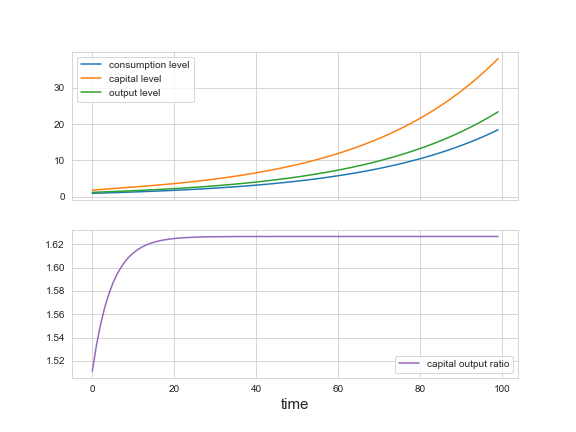 consumption level
capital level
output level
30
20
10
0
1.62
1.60
1.58
1.56
1.54
1.52
capital output ratio
0 20 40 60 80 100
time